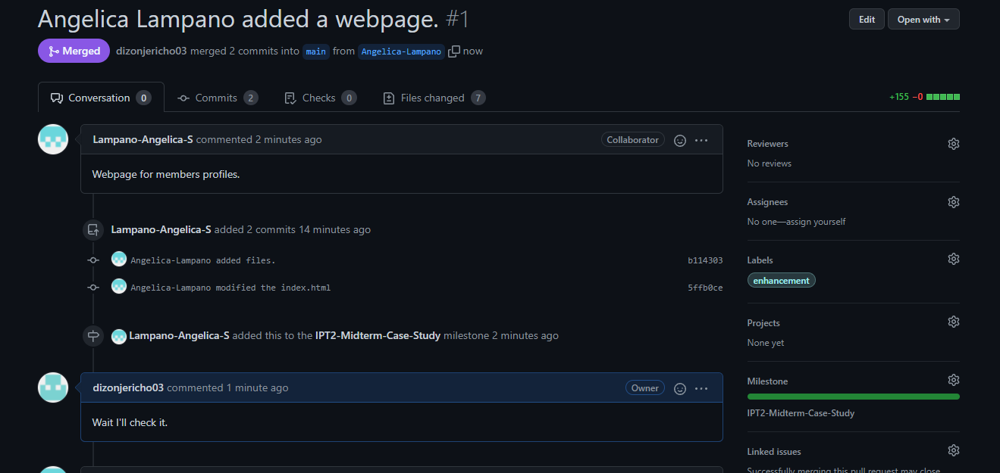 Angelica Lampano added a webpage. #1
Edit
Open with
Merged
dizonjericho03 merged 2 commits into main from Angelica-Lampano now
Conversation 0
Commits 2
Checks 0
Files changed 7
+155 −0
Lampano-Angelica-S commented 2 minutes ago
Collaborator
Webpage for members profiles.
Lampano-Angelica-S added 2 commits 14 minutes ago
Angelica-Lampano added files.
b114303
Angelica-Lampano modified the index.html
5ffb0ce
Lampano-Angelica-S added this to the IPT2-Midterm-Case-Study milestone 2 minutes ago
dizonjericho03 commented 1 minute ago
Owner
Wait I'll check it.
Reviewers
No reviews
Assignees
No one—assign yourself
Labels
enhancement
Projects
None yet
Milestone
IPT2-Midterm-Case-Study
Linked issues
Successfully merging this pull request may close